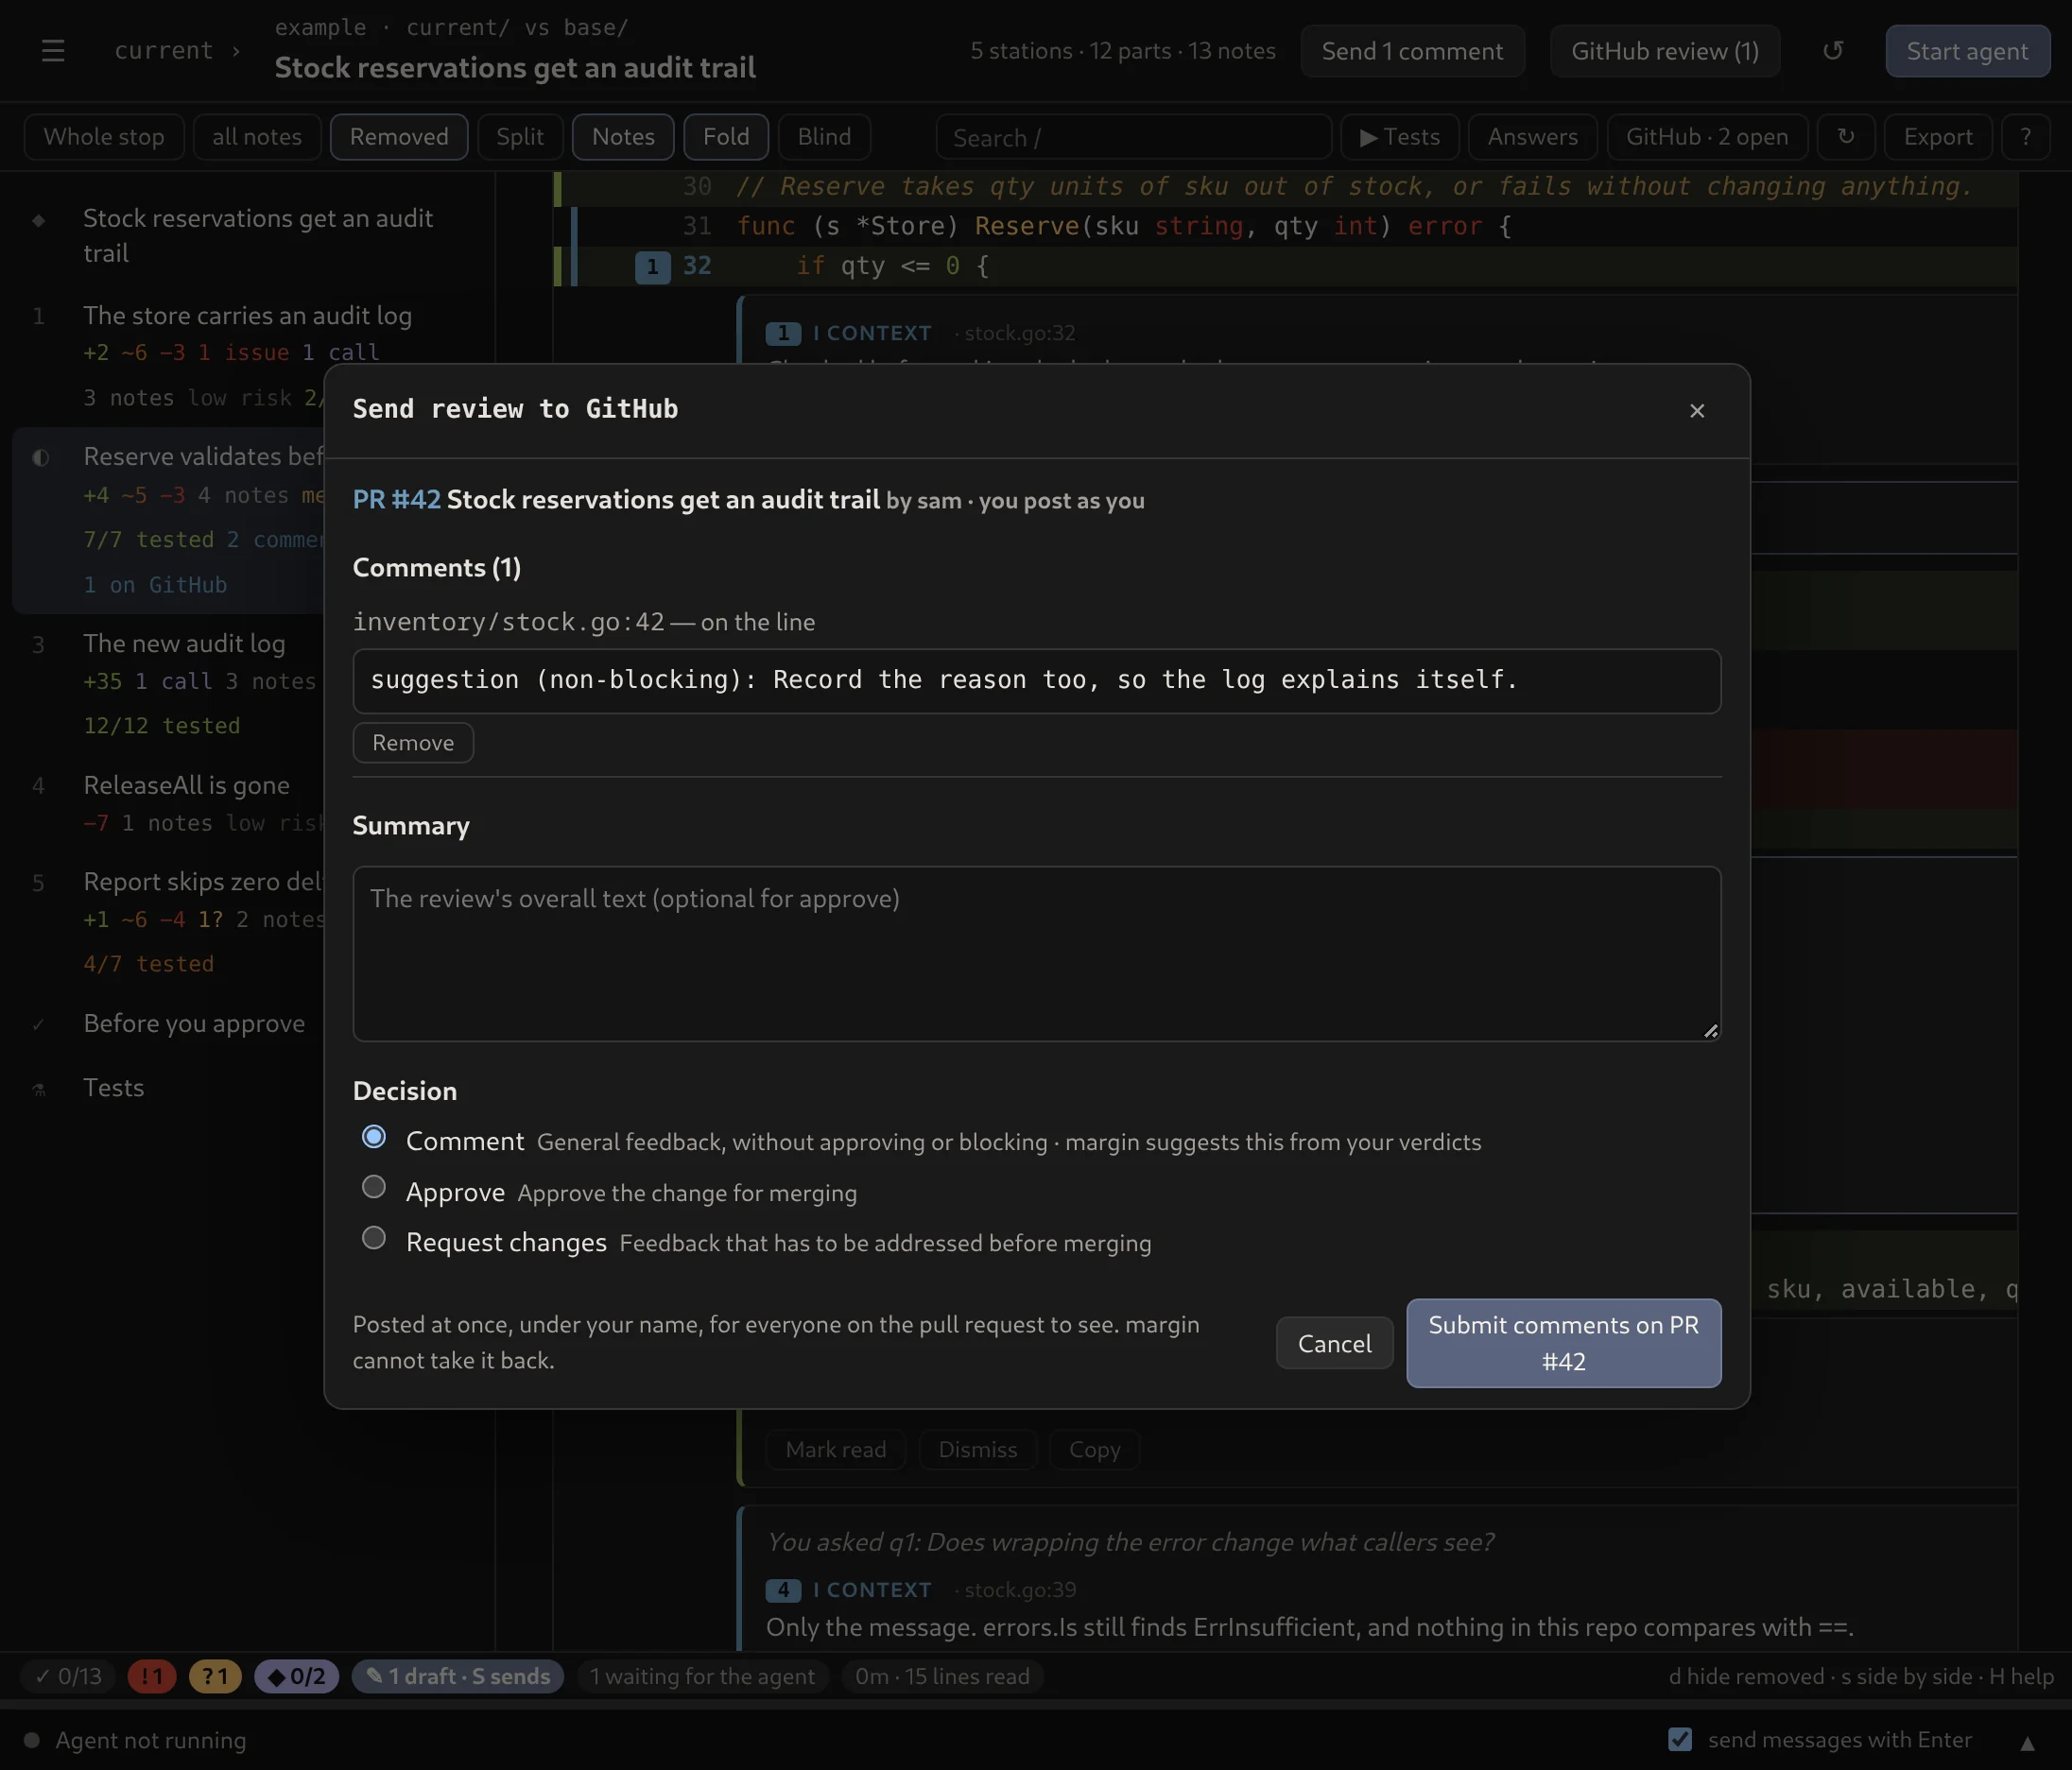 ☰ current › example · current/ vs base/
Stock reservations get an audit trail
5 stations · 12 parts · 13 notes
Send 1 comment
GitHub review (1)
↺
Start agent
Whole stop all notes Removed Split Notes Fold Blind
Search /
▶ Tests Answers GitHub · 2 open ↻ Export ?
◆ Stock reservations get an audit
trail
1 The store carries an audit log
+2 ~6 −3 1 issue 1 call
3 notes low risk 2/
Reserve validates bef
+4 ~5 −3 4 notes me
7/7 tested 2 commen
1 on GitHub
3 The new audit log
+35 1 call 3 notes
12/12 tested
4 ReleaseAll is gone
−7 1 notes low risk
5 Report skips zero delt
+1 ~6 −4 1? 2 notes
4/7 tested
✓ Before you approve
Tests
30 // Reserve takes qty units of sku out of stock, or fails without changing anything.
31 func (s *Store) Reserve(sku string, qty int) error {
1 32 if qty <= 0 {
1 I CONTEXT · stock.go:32
Send review to GitHub
×
PR #42 Stock reservations get an audit trail by sam · you post as you
Comments (1)
inventory/stock.go:42 — on the line
suggestion (non-blocking): Record the reason too, so the log explains itself.
Remove
Summary
The review's overall text (optional for approve)
Decision
Comment General feedback, without approving or blocking · margin suggests this from your verdicts
Approve Approve the change for merging
Request changes Feedback that has to be addressed before merging
Posted at once, under your name, for everyone on the pull request to see. margin
cannot take it back.
Cancel
Submit comments on PR
#42
sku, available, q
Mark read Dismiss Copy
You asked q1: Does wrapping the error change what callers see?
4 I CONTEXT · stock.go:39
Only the message. errors.Is still finds ErrInsufficient, and nothing in this repo compares with ==.
✓ 0/13 ! 1 ? 1 ◆ 0/2 ✎ 1 draft · S sends 1 waiting for the agent 0m · 15 lines read
d hide removed · s side by side · H help
Agent not running
send messages with Enter ▲